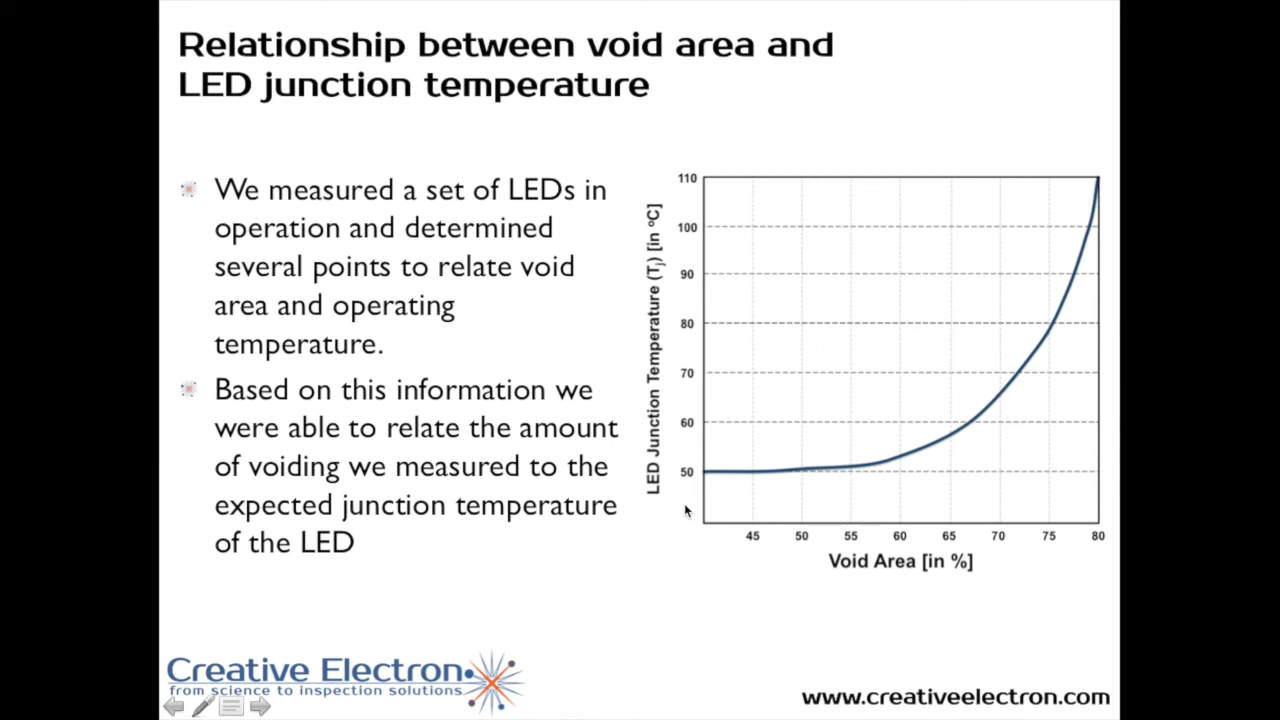 Relationship between void area and
LED junction temperature
We measured a set of LEDs in
operation and determined
several points to relate void
area and operating
temperature.
Based on this information we
were able to relate the amount
of voiding we measured to the
expected junction temperature
of the LED
LED Junction Temperature (Tj) [in ºC]
110
100
90
80
70
60
50
45 50 55 60 65 70 75 80
Void Area [in %]
Creative Electron
from science to inspection solutions
www.creativeelectron.com